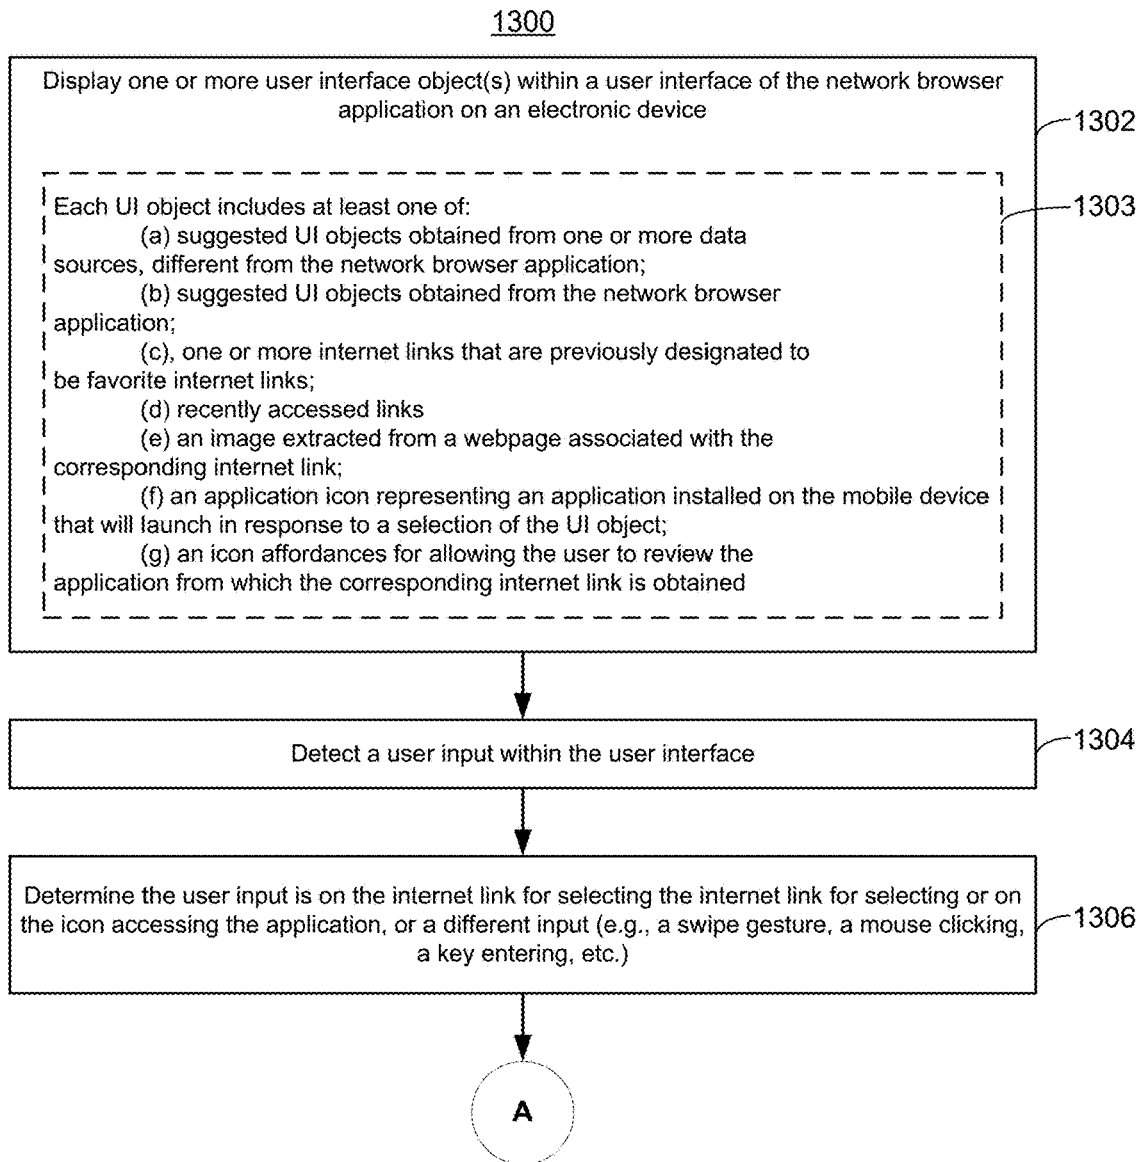 1300
Display one or more user interface object(s) within a user interface of the network browser
application on an electronic device
1302
Each UI object includes at least one of:
(a) suggested UI objects obtained from one or more data
sources, different from the network browser application;
(b) suggested UI objects obtained from the network browser
application;
(c), one or more internet links that are previously designated to
be favorite internet links;
(d) recently accessed links
(e) an image extracted from a webpage associated with the
corresponding internet link;
(f) an application icon representing an application installed on the mobile device
that will launch in response to a selection of the UI object;
(g) an icon affordances for allowing the user to review the
application from which the corresponding internet link is obtained
1303
Detect a user input within the user interface
1304
Determine the user input is on the internet link for selecting the internet link for selecting or on
the icon accessing the application, or a different input (e.g., a swipe gesture, a mouse clicking,
a key entering, etc.)
1306
A